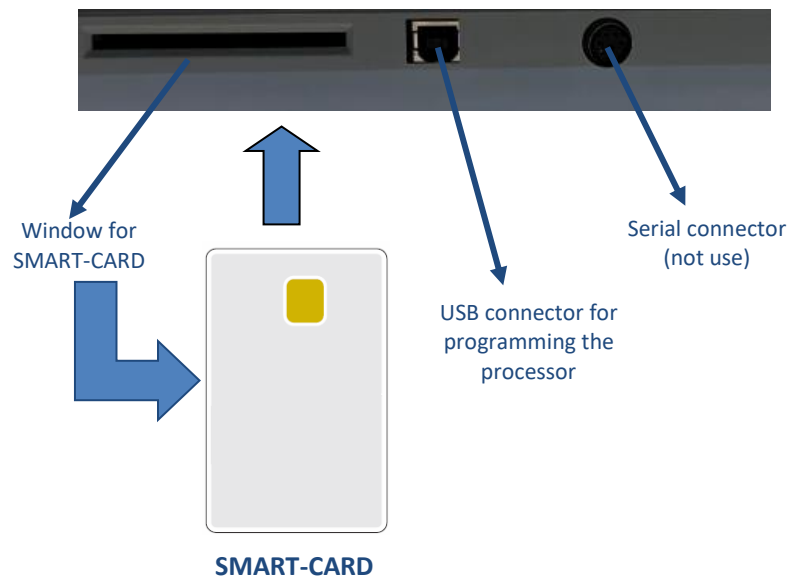 Window for
SMART-CARD
Serial connector
(not use)
USB connector for
programming the
processor
SMART-CARD